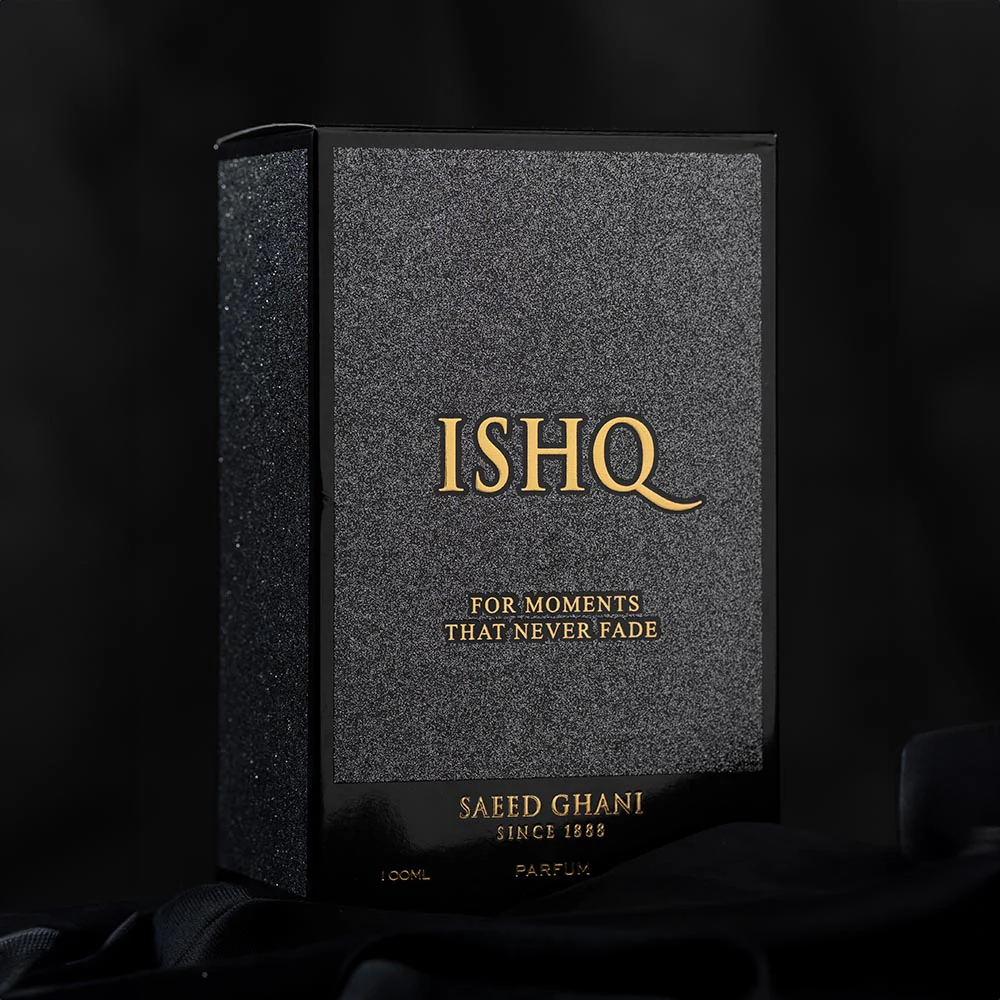 ISHQ
FOR MOMENTS
THAT NEVER FADE
SAEED GHANI
SINCE 1888
100ML PARFUM